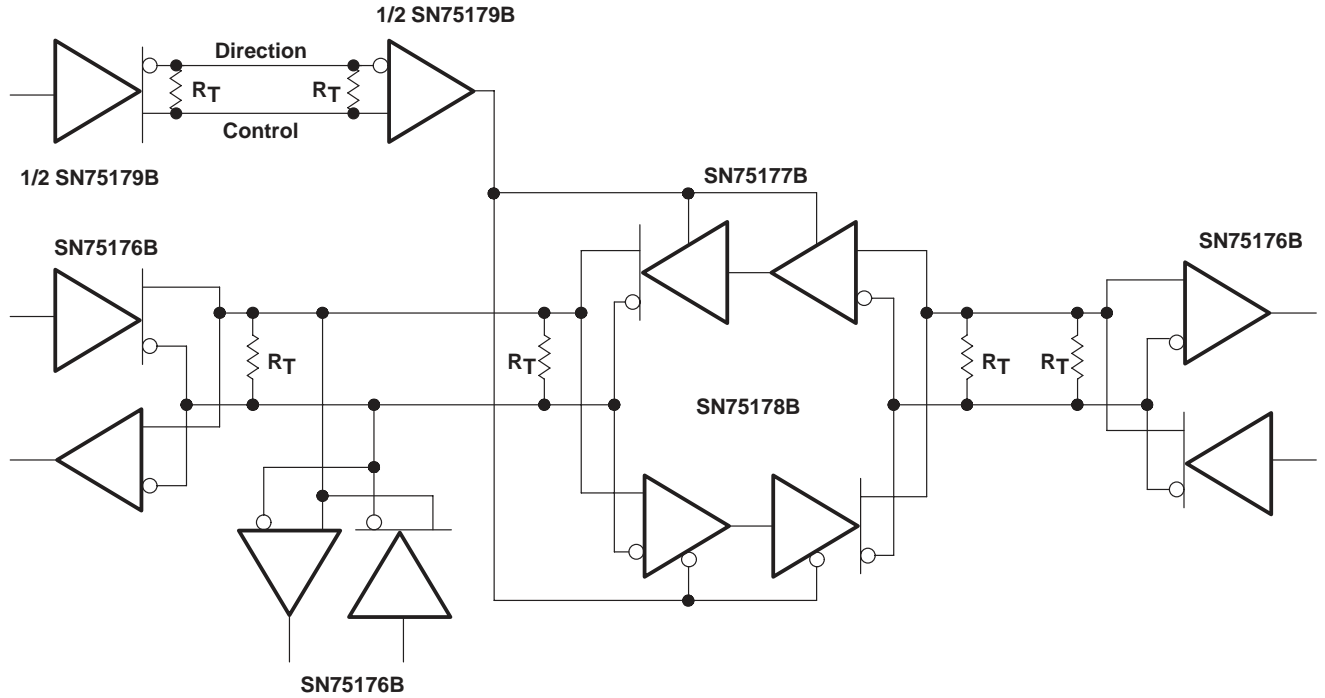 1/2 SN75179B
Direction
RT
RT
Control
1/2 SN75179B
SN75177B
SN75176B
SN75176B
RT
RT
RT
RT
SN75178B
SN75176B